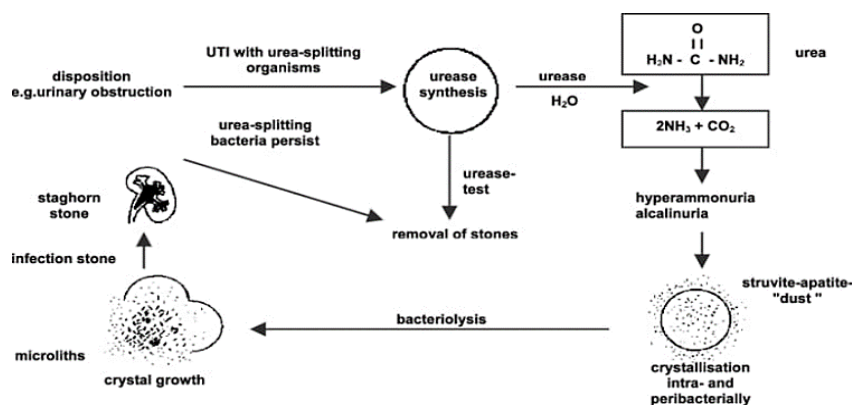 disposition
e.g.urinary obstruction
UTI with urea-splitting
organisms
urease
synthesis
urease
H₂O
O
H₂N - C - NH₂
urea
2NH₃ + CO₂
urea-splitting
bacteria persist
urease-
test
staghorn
stone
removal of stones
hyperammonuria
alcalinuria
infection stone
struvite-apatite-
"dust "
bacteriolysis
microliths
crystal growth
crystallisation
intra- and
peribacterially